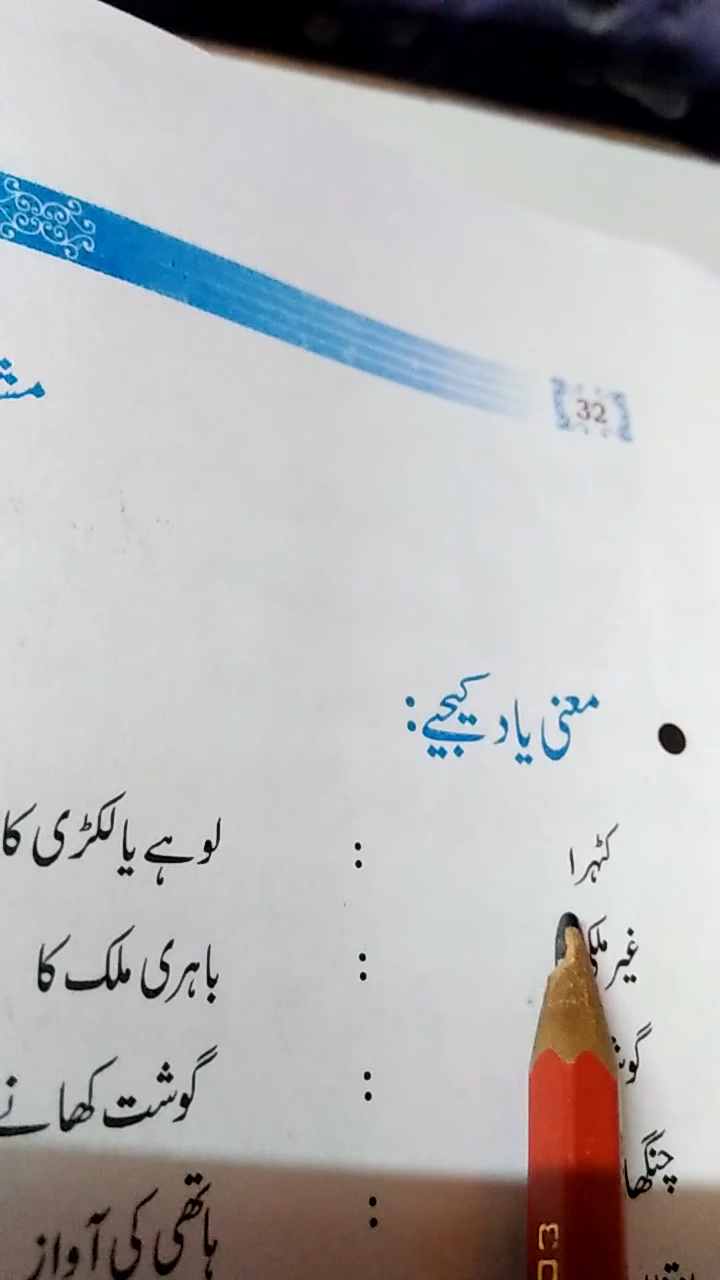 32
معنی یاد کیجیے:
کٹہرا : لوہے یا لکڑی کا
غیر ملکی : باہری ملک کا
: گوشت کھانے
: ہاتھی کی آواز